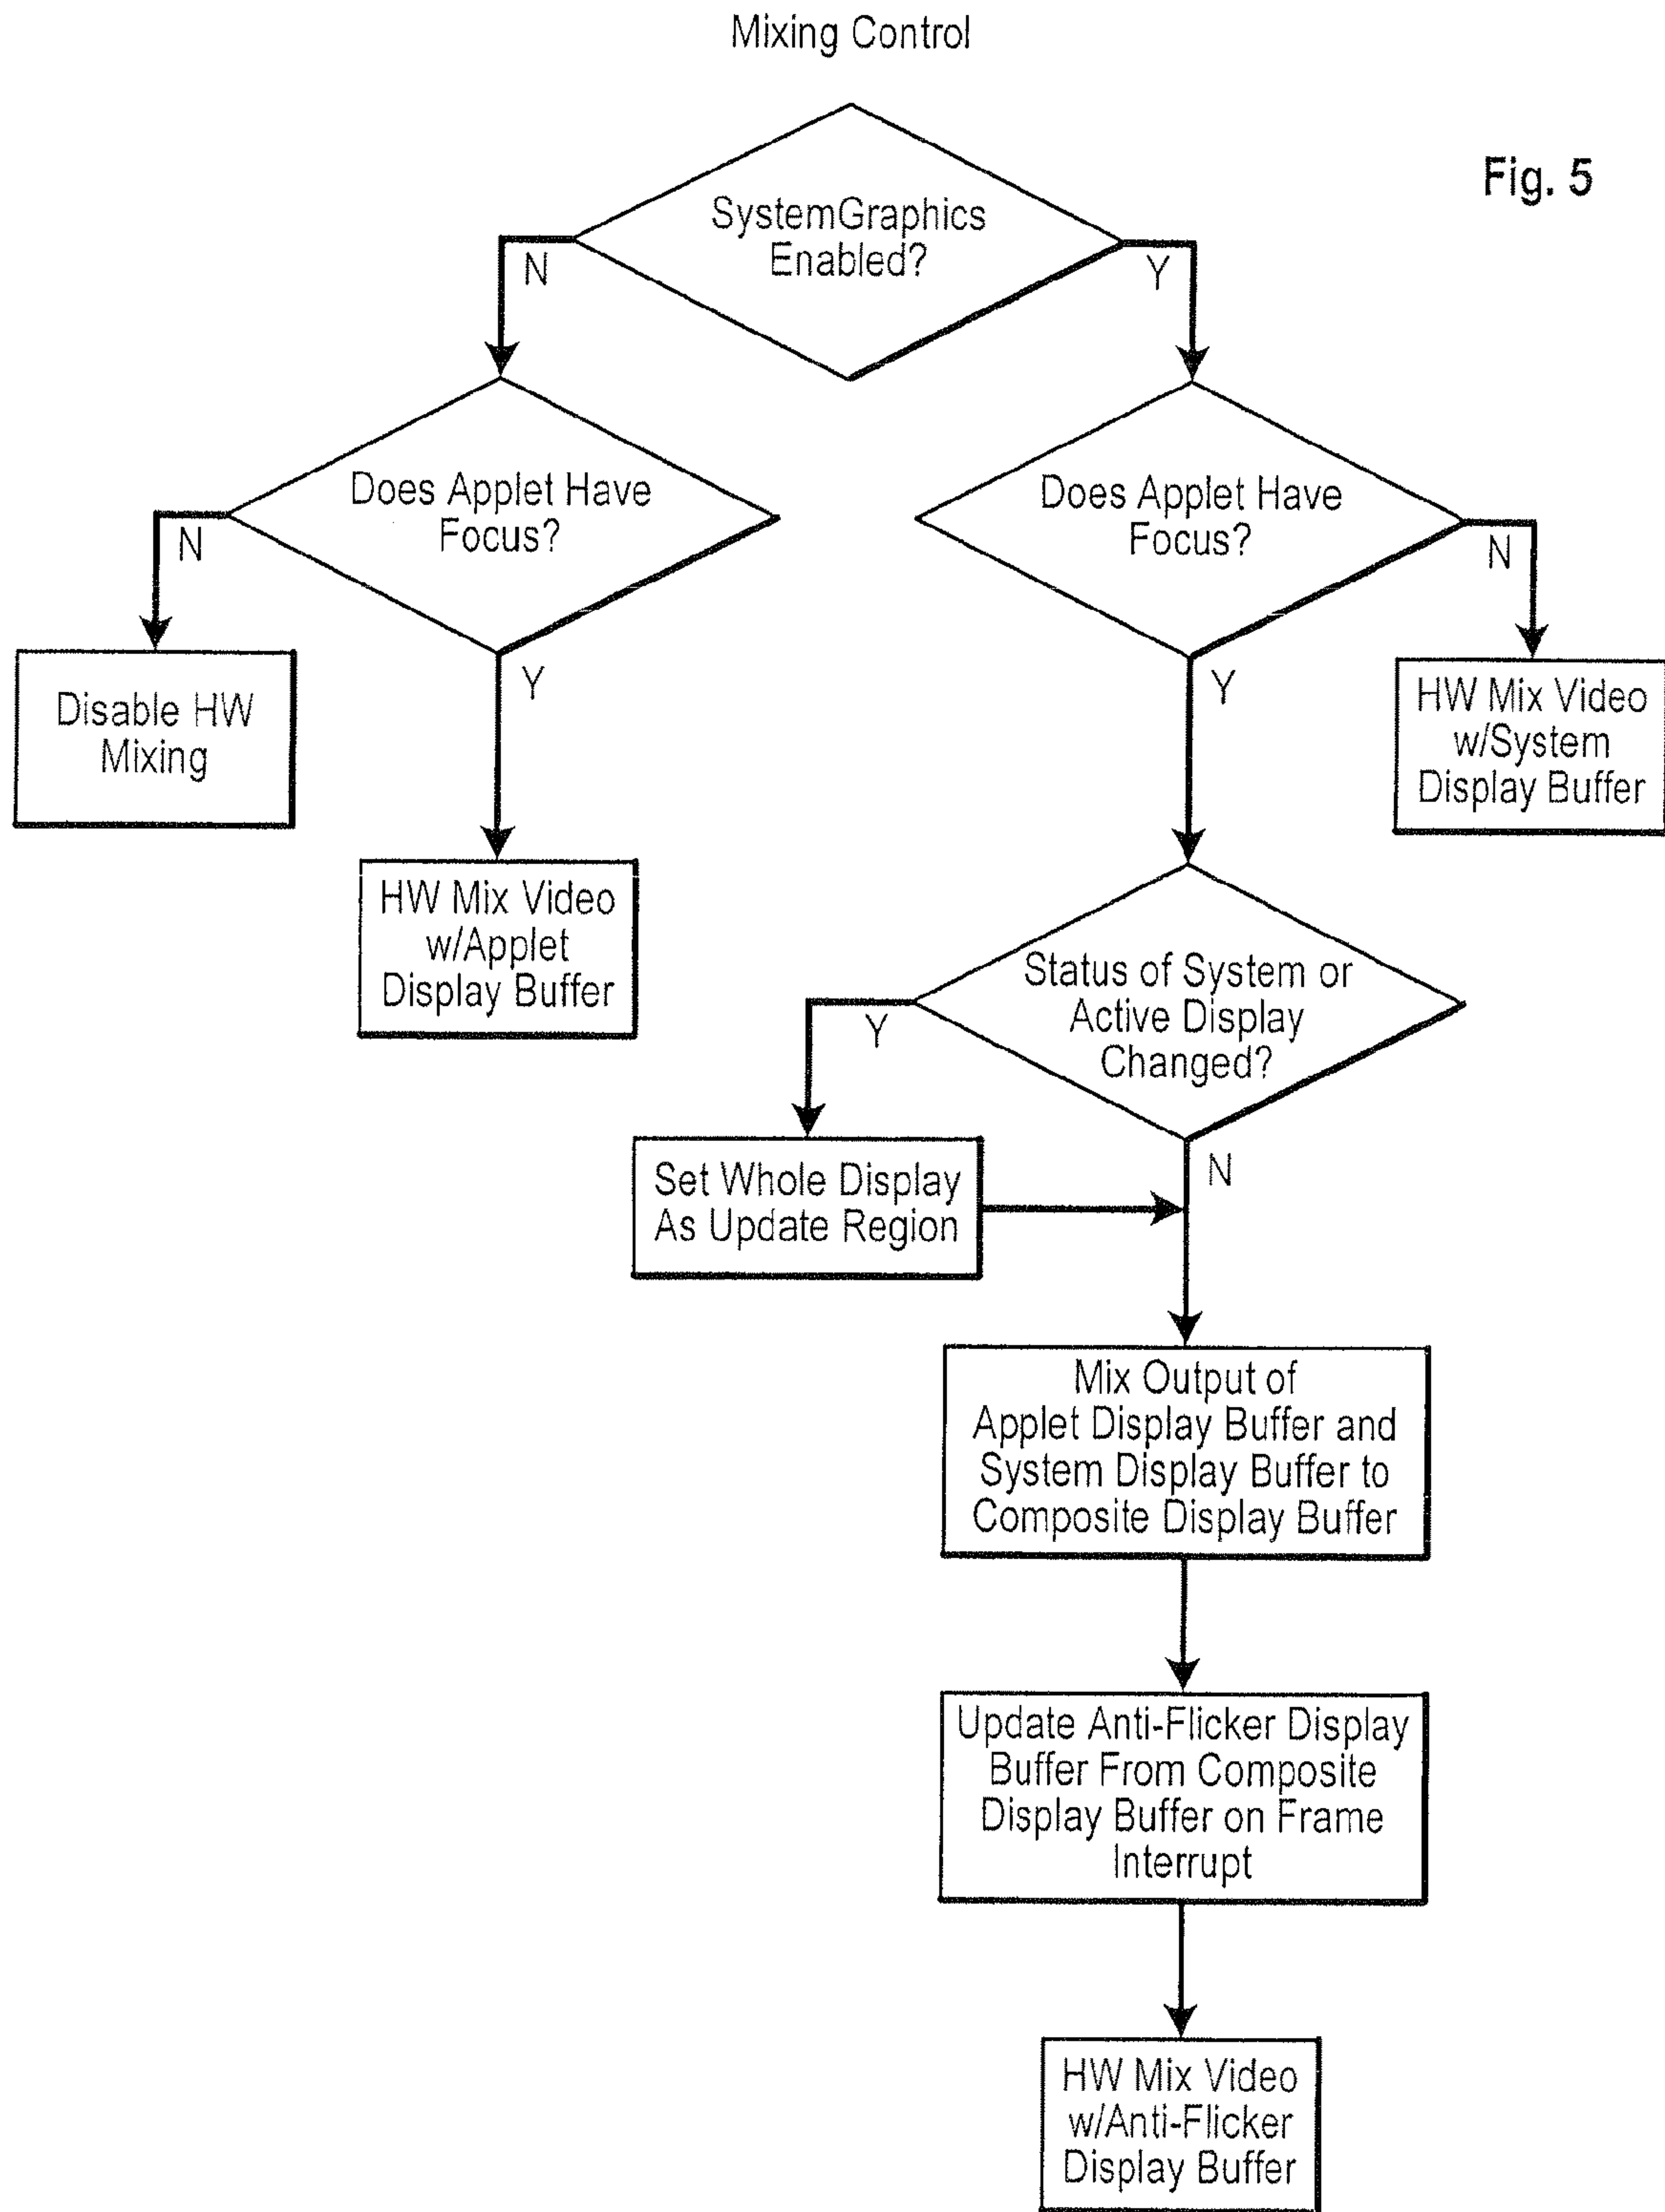 Mixing Control
Fig. 5
SystemGraphics
Enabled?
N
Y
Does Applet Have
Focus?
Does Applet Have
Focus?
N
N
Disable HW
Mixing
Y
Y
HW Mix Video
w/System
Display Buffer
HW Mix Video
w/Applet
Display Buffer
Status of System or
Active Display
Changed?
Y
Set Whole Display
As Update Region
N
Mix Output of
Applet Display Buffer and
System Display Buffer to
Composite Display Buffer
Update Anti-Flicker Display
Buffer From Composite
Display Buffer on Frame
Interrupt
HW Mix Video
w/Anti-Flicker
Display Buffer